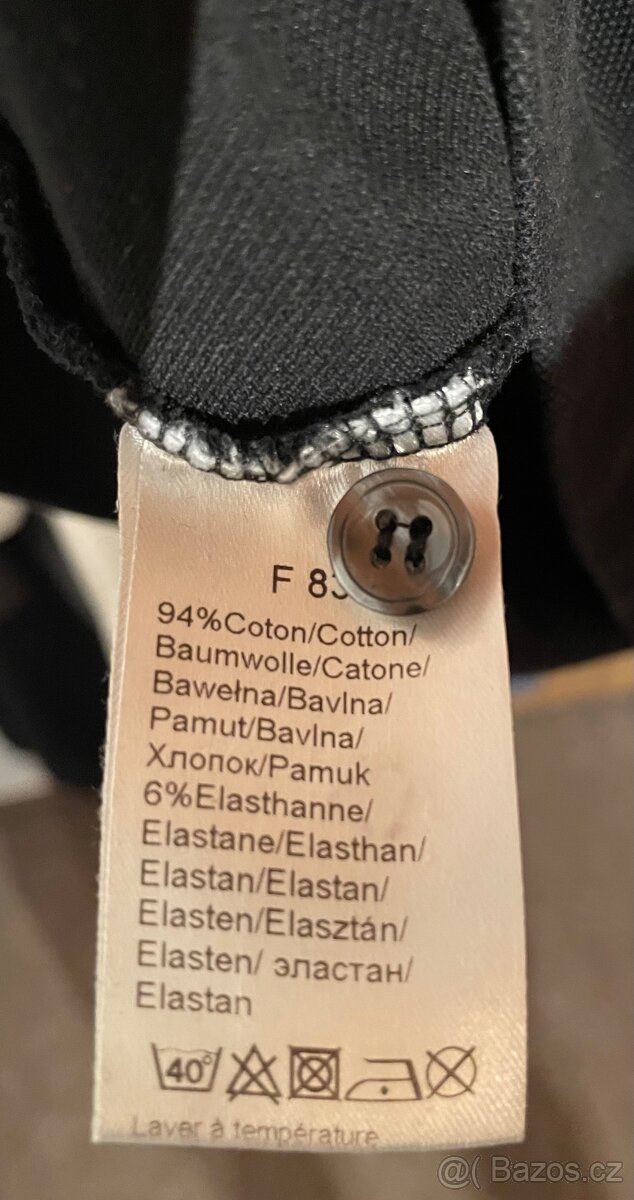 F 83
94%Coton/Cotton/
Baumwolle/Catone/
Bawełna/Bavlna/
Pamut/Bavlna/
Хлопок/Pamuk
6%Elasthanne/
Elastane/Elasthan/
Elastan/Elastan/
Elasten/Elasztán/
Elasten/ эластан/
Elastan
40°
Laver à température
@( Bazos.cz